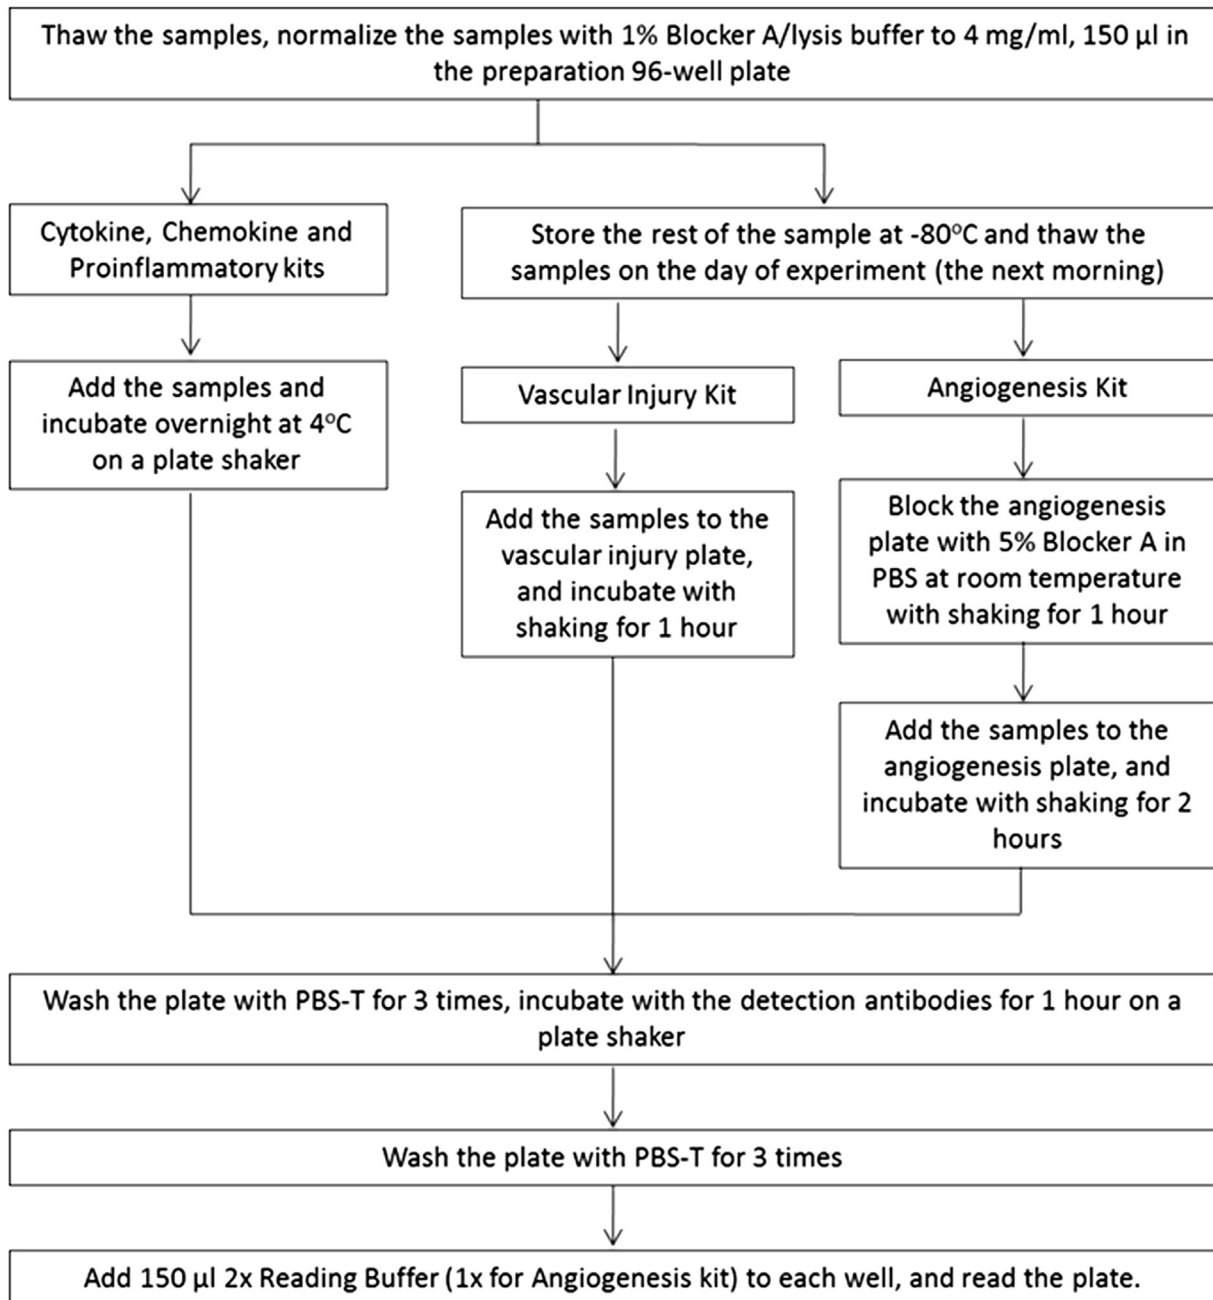 Thaw the samples, normalize the samples with 1% Blocker A/lysis buffer to 4 mg/ml, 150 µl in
the preparation 96-well plate
Cytokine, Chemokine and
Proinflammatory kits
Add the samples and
incubate overnight at 4°C
on a plate shaker
Store the rest of the sample at -80°C and thaw the
samples on the day of experiment (the next morning)
Vascular Injury Kit
Add the samples to the
vascular injury plate,
and incubate with
shaking for 1 hour
Angiogenesis Kit
Block the angiogenesis
plate with 5% Blocker A in
PBS at room temperature
with shaking for 1 hour
Add the samples to the
angiogenesis plate, and
incubate with shaking for 2
hours
Wash the plate with PBS-T for 3 times, incubate with the detection antibodies for 1 hour on a
plate shaker
Wash the plate with PBS-T for 3 times
Add 150 µl 2x Reading Buffer (1x for Angiogenesis kit) to each well, and read the plate.